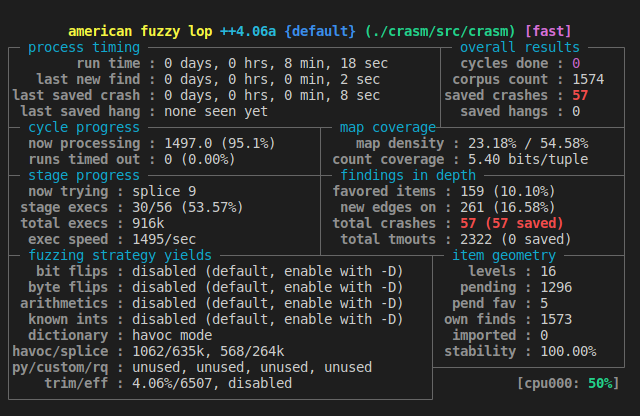 american fuzzy lop ++4.06a {default} (./crasm/src/crasm) [fast]
process timing
overall results
run time : 0 days, 0 hrs, 8 min, 18 sec
cycles done : 0
last new find : 0 days, 0 hrs, 0 min, 2 sec
corpus count : 1574
last saved crash : 0 days, 0 hrs, 0 min, 8 sec
saved crashes : 57
last saved hang : none seen yet
saved hangs : 0
cycle progress
map coverage
now processing : 1497.0 (95.1%)
map density : 23.18% / 54.58%
runs timed out : 0 (0.00%)
count coverage : 5.40 bits/tuple
stage progress
findings in depth
now trying : splice 9
favored items : 159 (10.10%)
stage execs : 30/56 (53.57%)
new edges on : 261 (16.58%)
total execs : 916k
total crashes : 57 (57 saved)
exec speed : 1495/sec
total tmouts : 2322 (0 saved)
fuzzing strategy yields
item geometry
bit flips : disabled (default, enable with -D)
levels : 16
byte flips : disabled (default, enable with -D)
pending : 1296
arithmetics : disabled (default, enable with -D)
pend fav : 5
known ints : disabled (default, enable with -D)
own finds : 1573
dictionary : havoc mode
imported : 0
havoc/splice : 1062/635k, 568/264k
stability : 100.00%
py/custom/rq : unused, unused, unused, unused
trim/eff : 4.06%/6507, disabled
[cpu000: 50%]